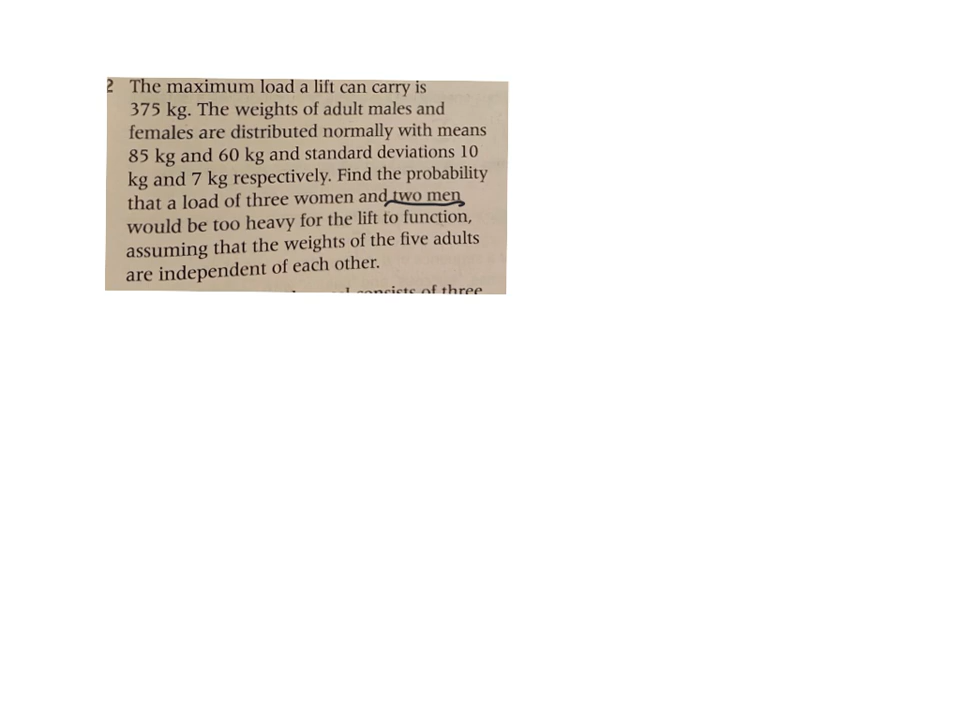 2 The maximum load a lift can carry is
375 kg. The weights of adult males and
females are distributed normally with means
85 kg and 60 kg and standard deviations 10
kg and 7 kg respectively. Find the probability
that a load of three women and two men
would be too heavy for the lift to function,
assuming that the weights of the five adults
are independent of each other.
consists of three